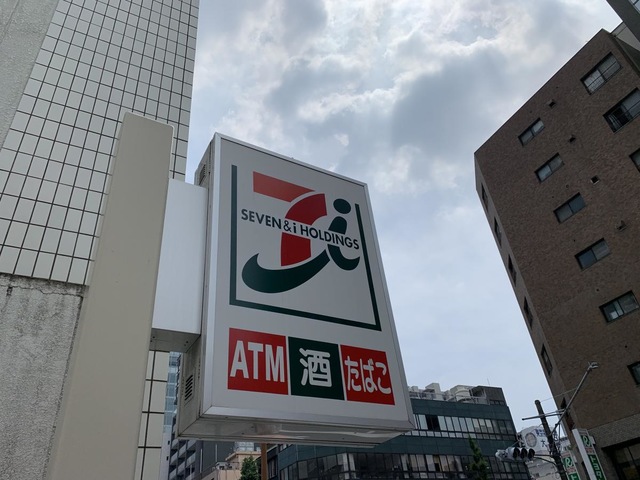 SEVEN & i HOLDINGS
ATM 酒 たばこ